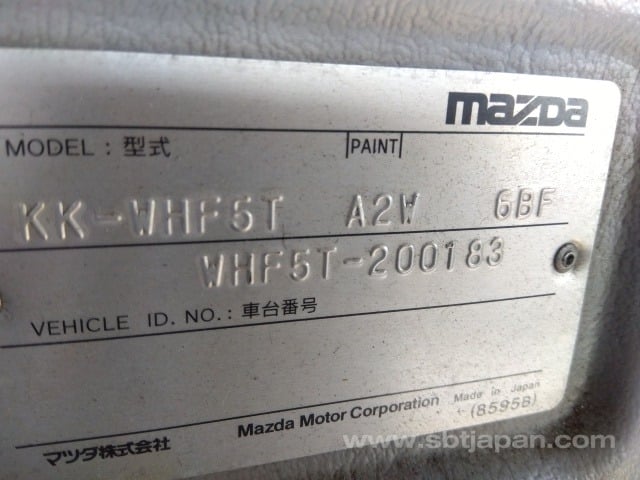 mazda
MODEL : 型式 PAINT
KK-WHF5T A2W 6BF
WHF5T-200183
VEHICLE ID. NO. : 車台番号
マツダ株式会社 Mazda Motor Corporation Made in Japan
(8595B)
www.sbtjapan.com